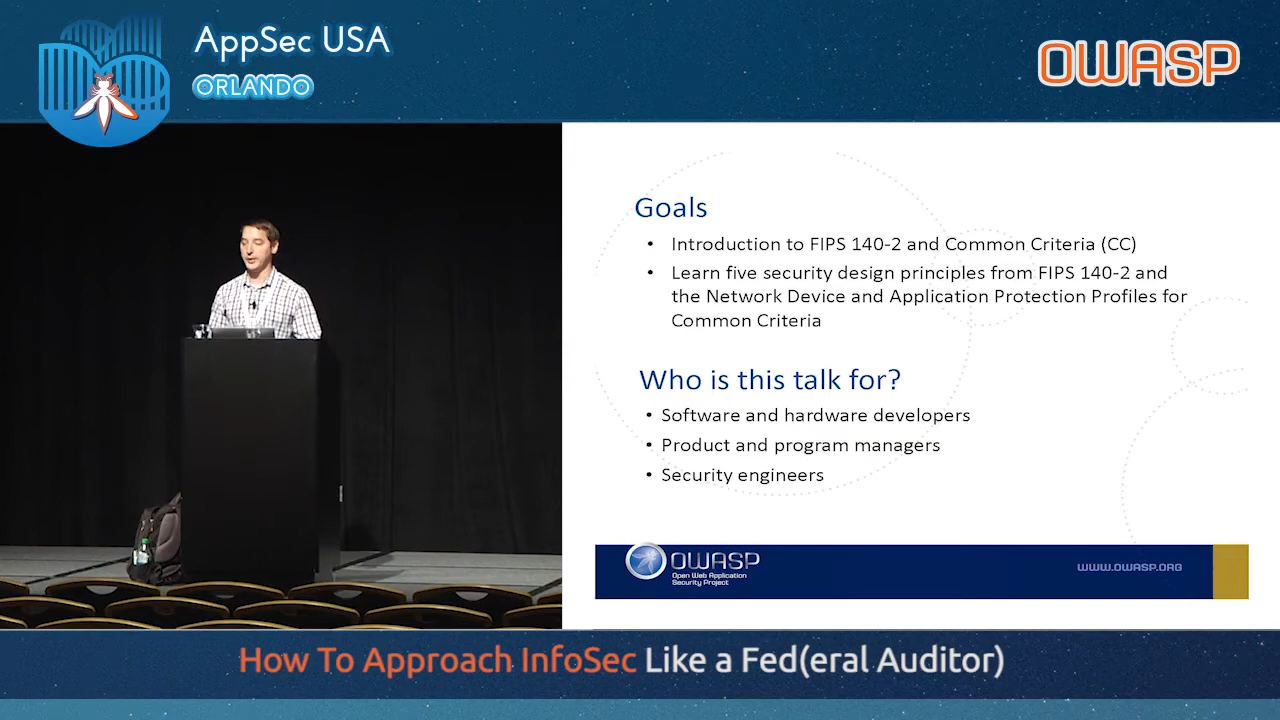 AppSec USA
ORLANDO
OWASP
Goals
• Introduction to FIPS 140-2 and Common Criteria (CC)
• Learn five security design principles from FIPS 140-2 and
the Network Device and Application Protection Profiles for
Common Criteria
Who is this talk for?
• Software and hardware developers
• Product and program managers
• Security engineers
OWASP
Open Web Application
Security Project
WWW.OWASP.ORG
How To Approach InfoSec Like a Fed(eral Auditor)